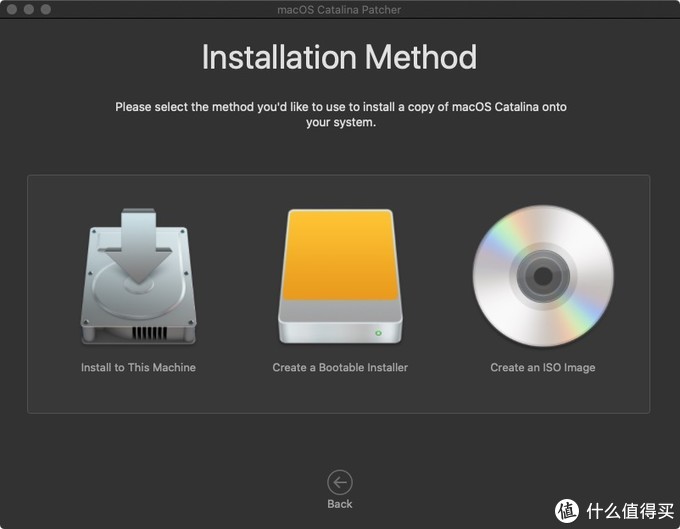 macOS Catalina Patcher
Installation Method
Please select the method you'd like to use to install a copy of macOS Catalina onto
your system.
Install to This Machine
Create a Bootable Installer
Create an ISO Image
Back
值 什么值得买